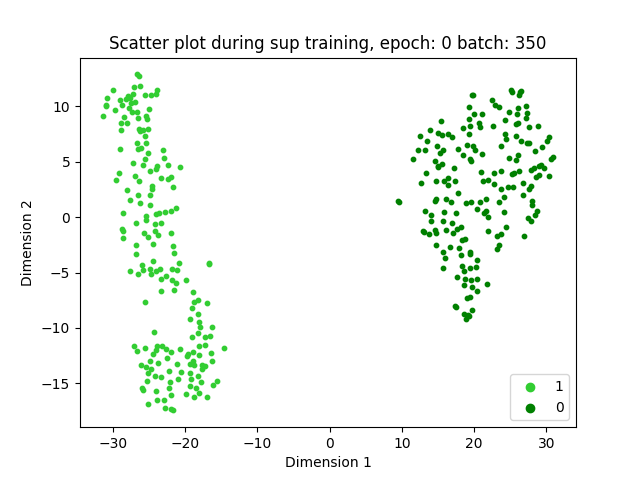 Scatter plot during sup training, epoch: 0 batch: 350
Dimension 2
10
5
0
−5
−10
−15
−30 −20 −10 0 10 20 30
Dimension 1
1
0